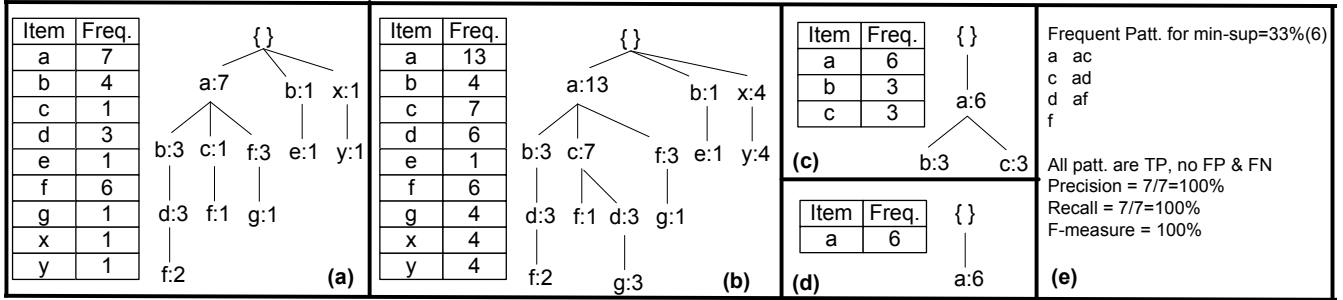 Item Freq.
a 7
b 4
c 1
d 3
e 1
f 6
g 1
x 1
y 1
{ }
a:7 b:1 x:1
b:3 c:1 f:3 e:1 y:1
d:3 f:1 g:1
f:2
(a)
Item Freq.
a 13
b 4
c 7
d 6
e 1
f 6
g 4
x 4
y 4
{ }
a:13 b:1 x:4
b:3 c:7 f:3 e:1 y:4
d:3 f:1 d:3 g:1
f:2 g:3
(b)
Item Freq.
a 6
b 3
c 3
{ }
a:6
b:3 c:3
(c)
Item Freq.
a 6
{ }
a:6
(d)
Frequent Patt. for min-sup=33%(6)
a ac
c ad
d af
f
All patt. are TP, no FP & FN
Precision = 7/7=100%
Recall = 7/7=100%
F-measure = 100%
(e)